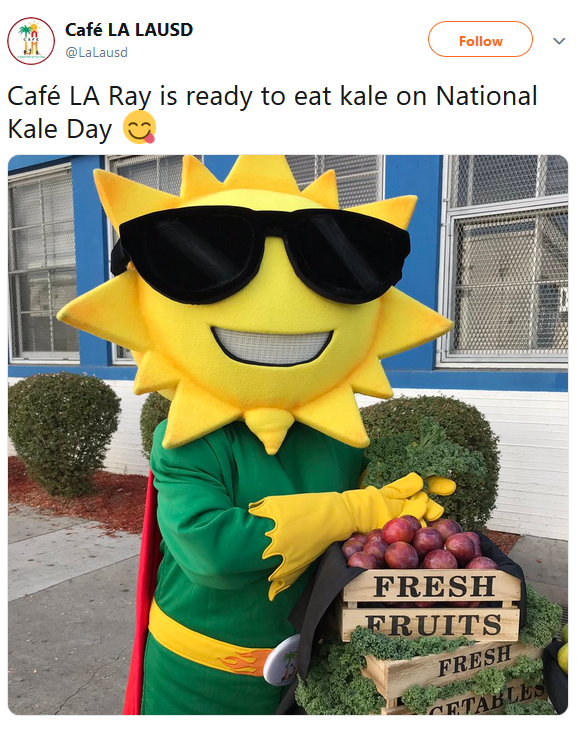 Café LA LAUSD
@LaLausd
Follow
Café LA Ray is ready to eat kale on National
Kale Day 😋
FRESH
FRUITS
FRESH